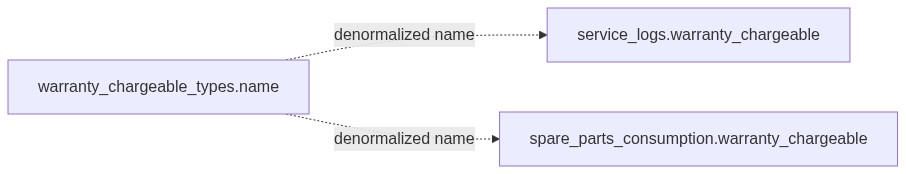 denormalized name
service_logs.warranty_chargeable
warranty_chargeable_types.name
denormalized name
spare_parts_consumption.warranty_chargeable